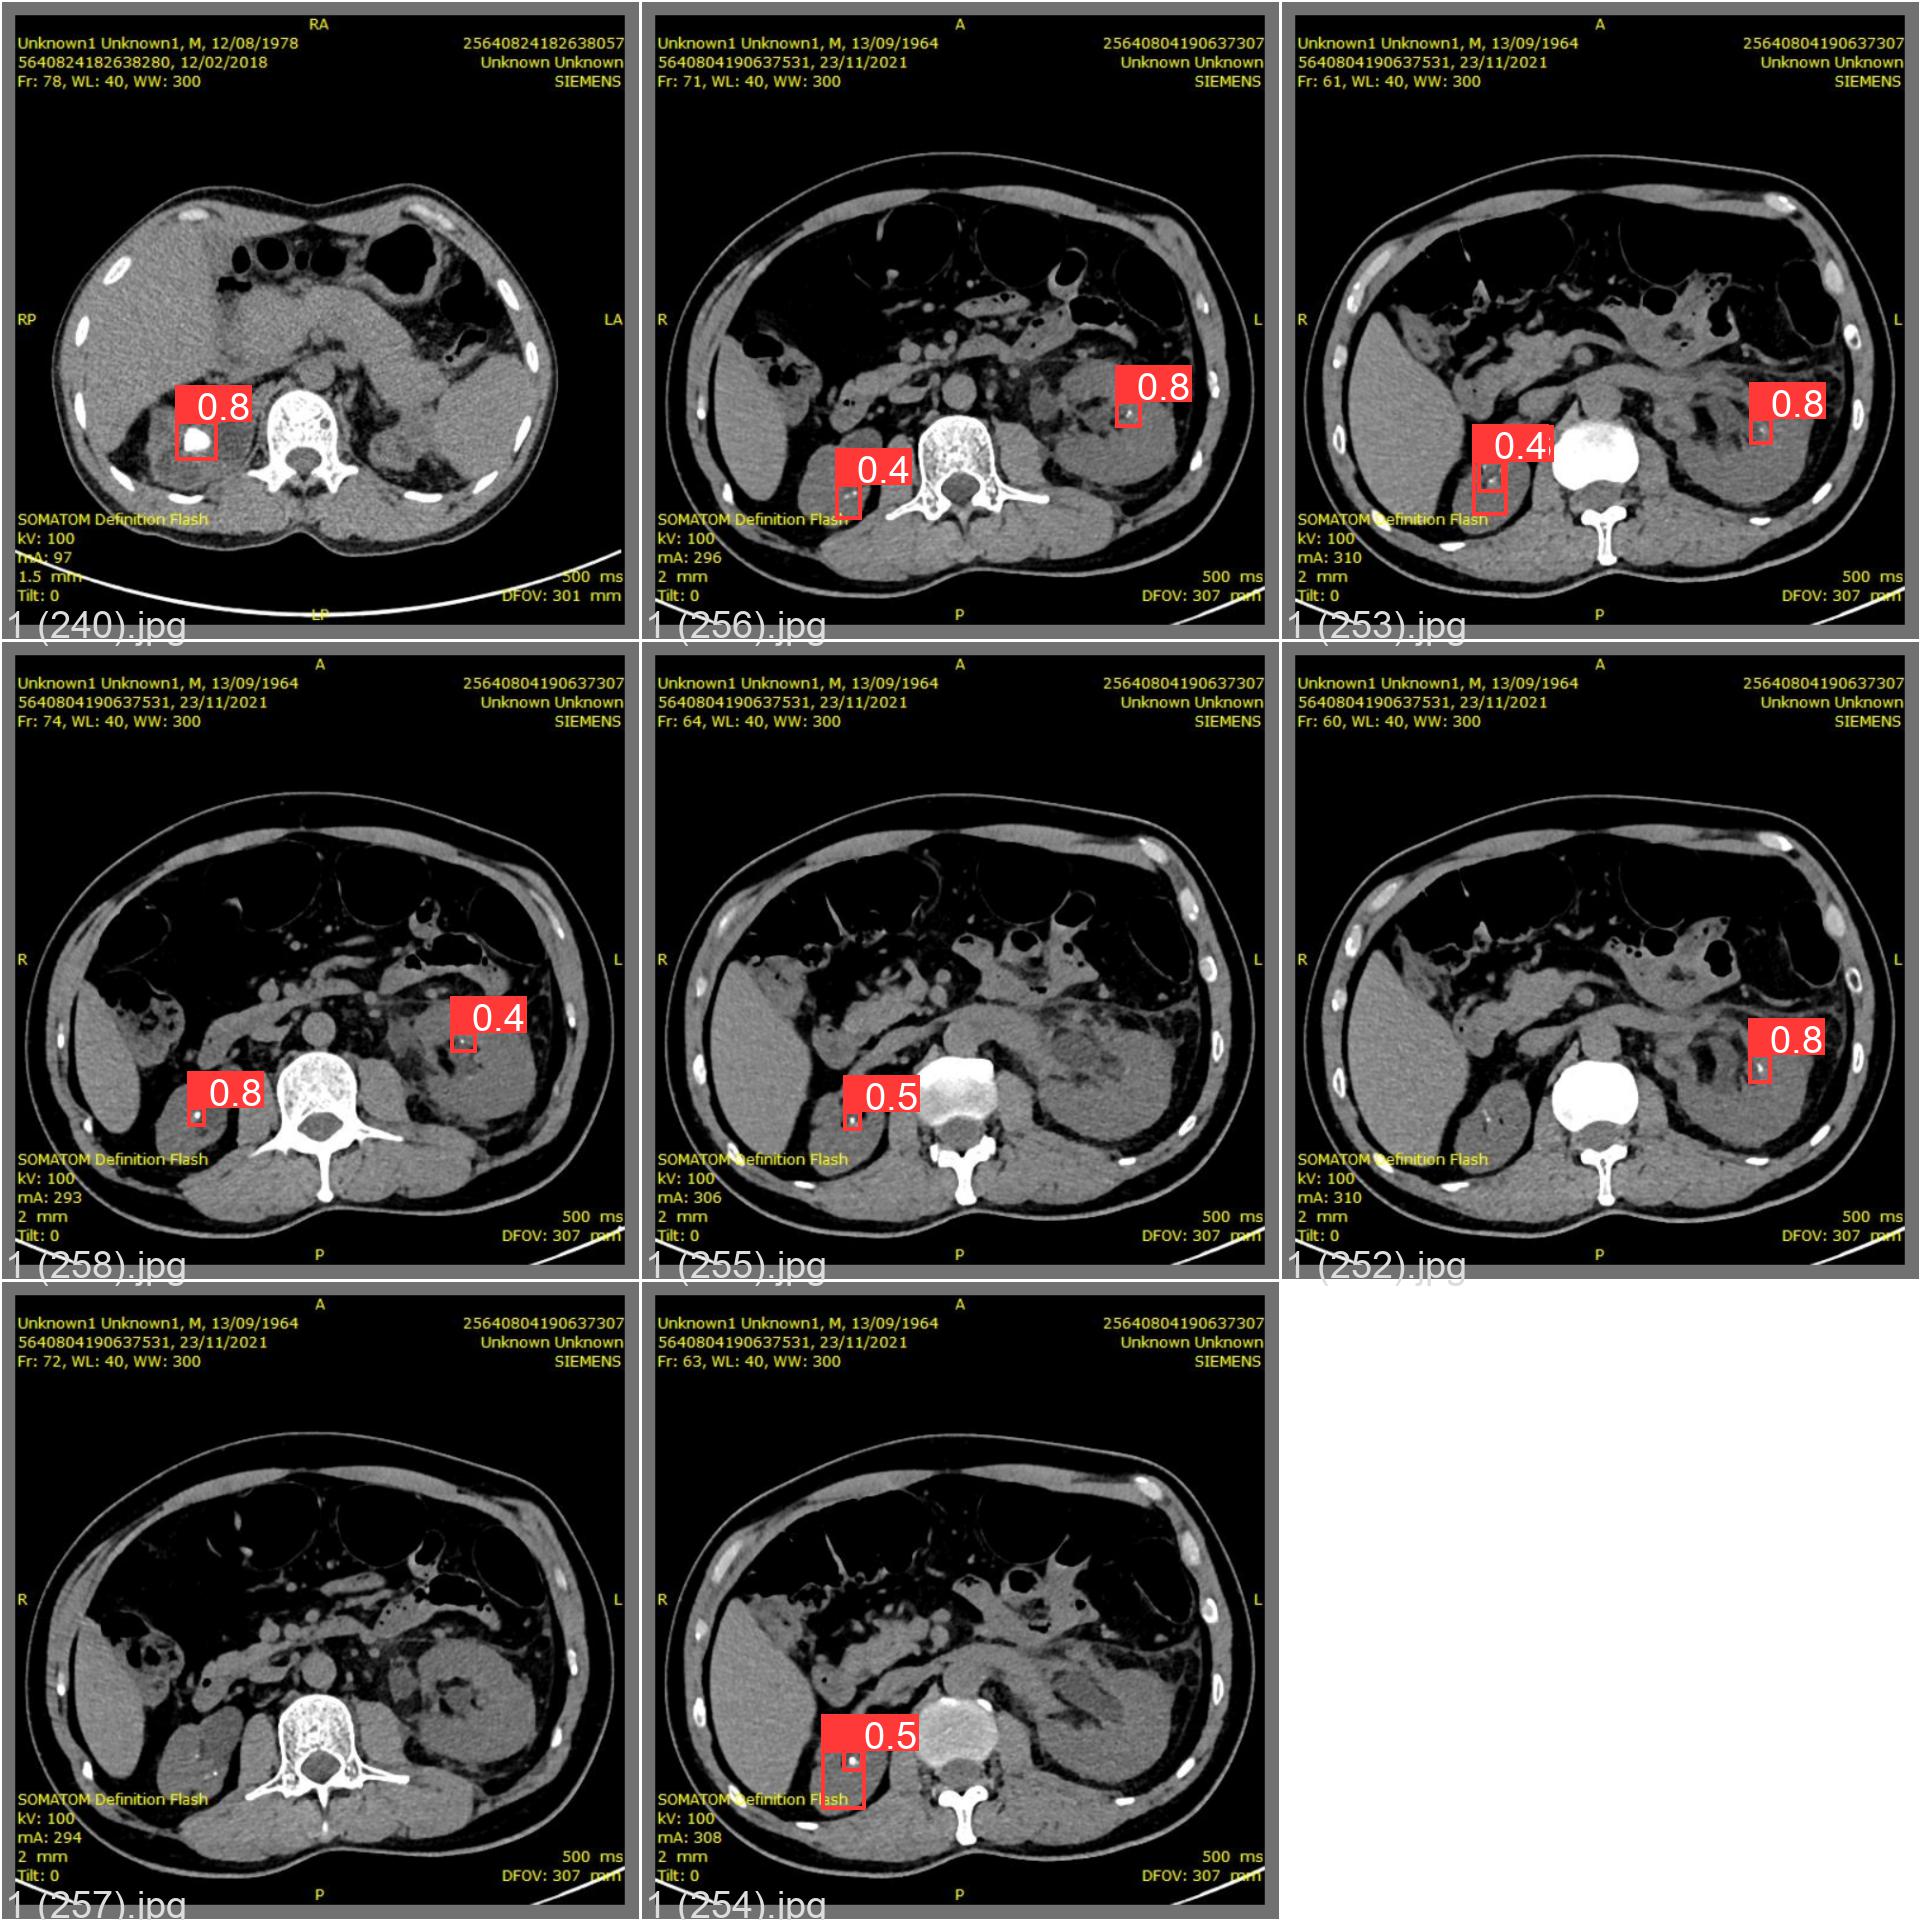 RA
Unknown1 Unknown1, M, 12/08/1978
25640824182638057
5640824182638280, 12/02/2018
Unknown Unknown
Fr: 78, WL: 40, WW: 300
SIEMENS
RP
LA
0.8
SOMATOM Definition Flash
kV: 100
mA: 97
1.5 mm
500 ms
Tilt: 0
DFOV: 301 mm
LP
1 (240).jpg
A
Unknown1 Unknown1, M, 13/09/1964
25640804190637307
5640804190637531, 23/11/2021
Unknown Unknown
Fr: 71, WL: 40, WW: 300
SIEMENS
R
L
0.8
0.4
SOMATOM Definition Flash
kV: 100
mA: 296
2 mm
500 ms
Tilt: 0
DFOV: 307 mm
P
1 (256).jpg
A
Unknown1 Unknown1, M, 13/09/1964
25640804190637307
5640804190637531, 23/11/2021
Unknown Unknown
Fr: 61, WL: 40, WW: 300
SIEMENS
R
L
0.8
0.4
SOMATOM Definition Flash
kV: 100
mA: 310
2 mm
500 ms
Tilt: 0
DFOV: 307 mm
P
1 (253).jpg
A
Unknown1 Unknown1, M, 13/09/1964
25640804190637307
5640804190637531, 23/11/2021
Unknown Unknown
Fr: 74, WL: 40, WW: 300
SIEMENS
R
L
0.4
0.8
SOMATOM Definition Flash
kV: 100
mA: 293
2 mm
500 ms
Tilt: 0
DFOV: 307 mm
P
1 (258).jpg
A
Unknown1 Unknown1, M, 13/09/1964
25640804190637307
5640804190637531, 23/11/2021
Unknown Unknown
Fr: 64, WL: 40, WW: 300
SIEMENS
R
L
0.5
SOMATOM Definition Flash
kV: 100
mA: 306
2 mm
500 ms
Tilt: 0
DFOV: 307 mm
P
1 (255).jpg
A
Unknown1 Unknown1, M, 13/09/1964
25640804190637307
5640804190637531, 23/11/2021
Unknown Unknown
Fr: 60, WL: 40, WW: 300
SIEMENS
R
L
0.8
SOMATOM Definition Flash
kV: 100
mA: 310
2 mm
500 ms
Tilt: 0
DFOV: 307 mm
P
1 (252).jpg
A
Unknown1 Unknown1, M, 13/09/1964
25640804190637307
5640804190637531, 23/11/2021
Unknown Unknown
Fr: 72, WL: 40, WW: 300
SIEMENS
R
L
SOMATOM Definition Flash
kV: 100
mA: 294
2 mm
500 ms
Tilt: 0
DFOV: 307 mm
P
1 (257).jpg
A
Unknown1 Unknown1, M, 13/09/1964
25640804190637307
5640804190637531, 23/11/2021
Unknown Unknown
Fr: 63, WL: 40, WW: 300
SIEMENS
R
L
0.5
SOMATOM Definition Flash
kV: 100
mA: 308
2 mm
500 ms
Tilt: 0
DFOV: 307 mm
P
1 (254).jpg